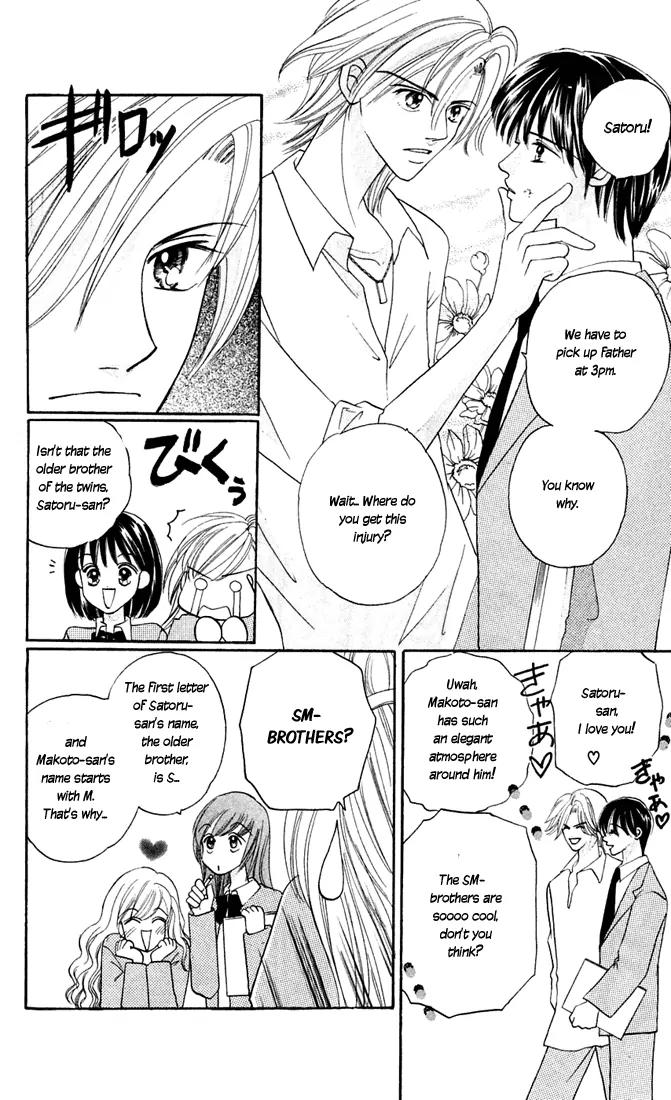 Satoru!
We have to
pick up Father
at 3pm.
You know
why.
Wait... Where do
you get this
injury?
ギロッ
Isn't that the
older brother
of the twins,
Satoru-san?
びくぅ
Satoru-
san,
I love you!
♡
きゃあ♡
Uwah,
Makoto-san
has such
an elegant
atmosphere
around him!
きゃあ♡
The SM-
brothers are
soooo cool,
don't you
think?
SM-
BROTHERS?
The first letter
of Satoru-
san's name,
the older
brother,
is S...
and
Makoto-san's
name starts
with M.
That's why...